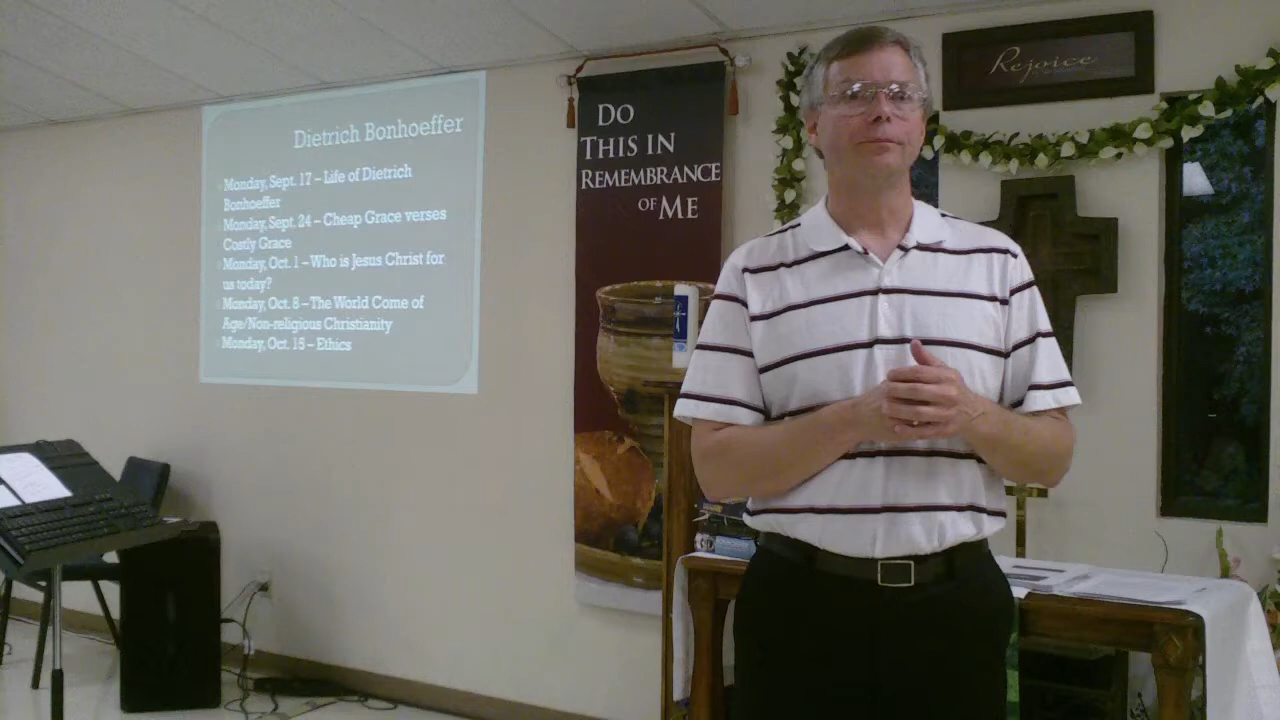 Dietrich Bonhoeffer
Monday, Sept. 17 – Life of Dietrich
Bonhoeffer
Monday, Sept. 24 – Cheap Grace verses
Costly Grace
Monday, Oct. 1 – Who is Jesus Christ for
us today?
Monday, Oct. 8 – The World Come of
Age/Non-religious Christianity
Monday, Oct. 15 – Ethics
DO
THIS IN
REMEMBRANCE
OF ME
Rejoice